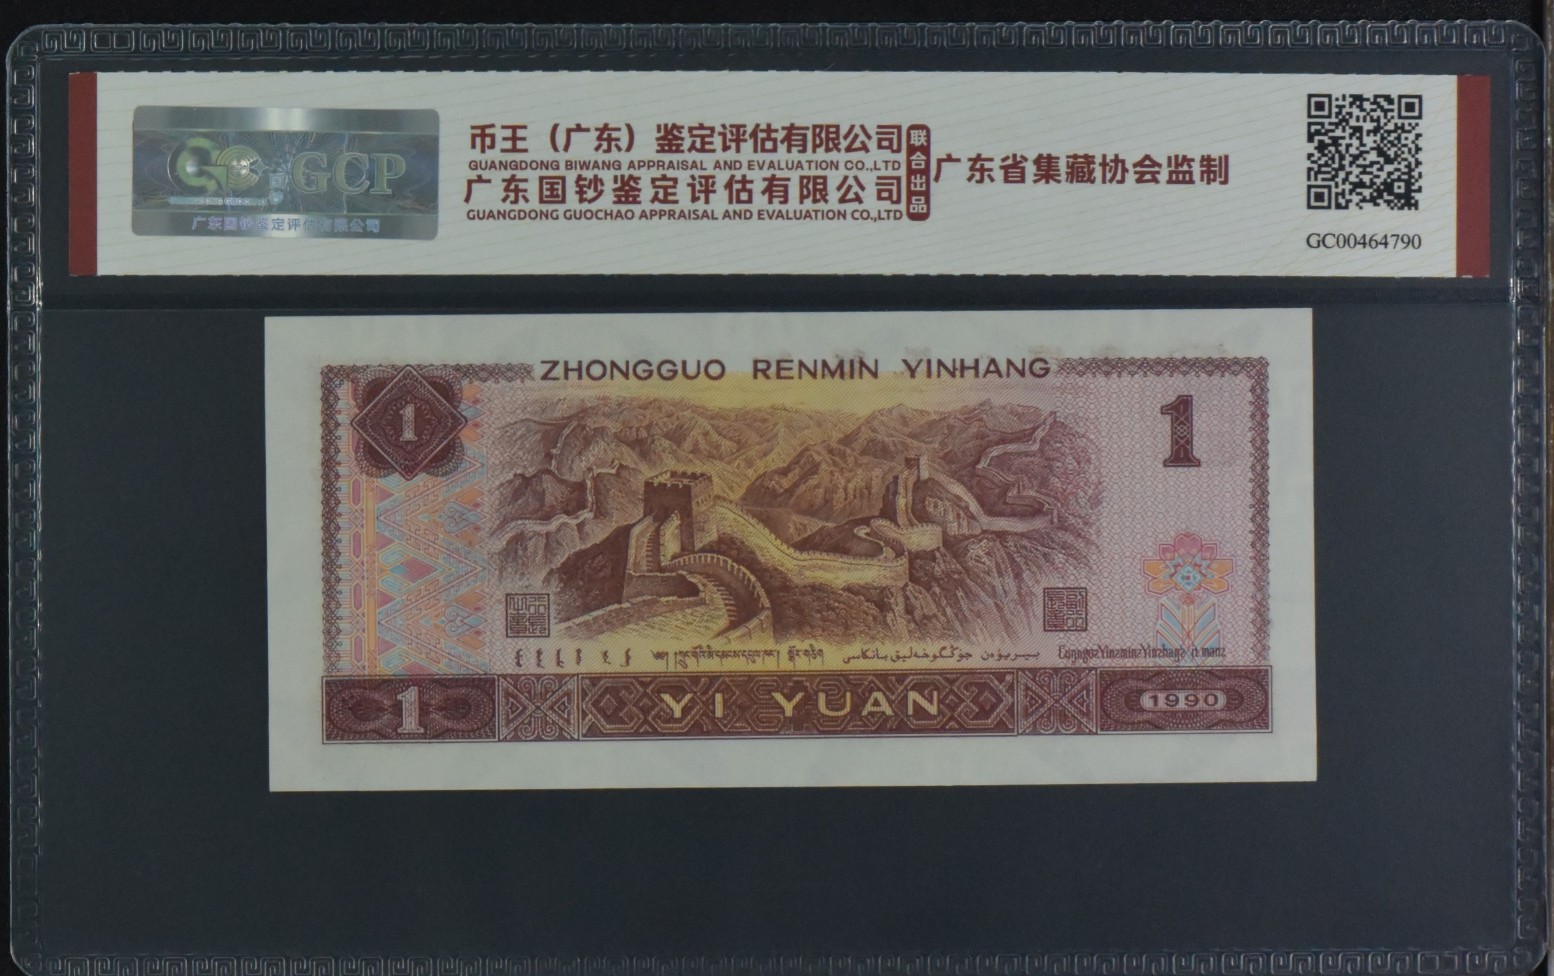 GCP
广东国钞鉴定评估有限公司
币王（广东）鉴定评估有限公司
GUANGDONG BIWANG APPRAISAL AND EVALUATION CO.,LTD
广东国钞鉴定评估有限公司
GUANGDONG GUOCHAO APPRAISAL AND EVALUATION CO.,LTD
联合出品
广东省集藏协会监制
GC00464790
ZHONGGUO RENMIN YINHANG
1
1
1
YI YUAN
1990